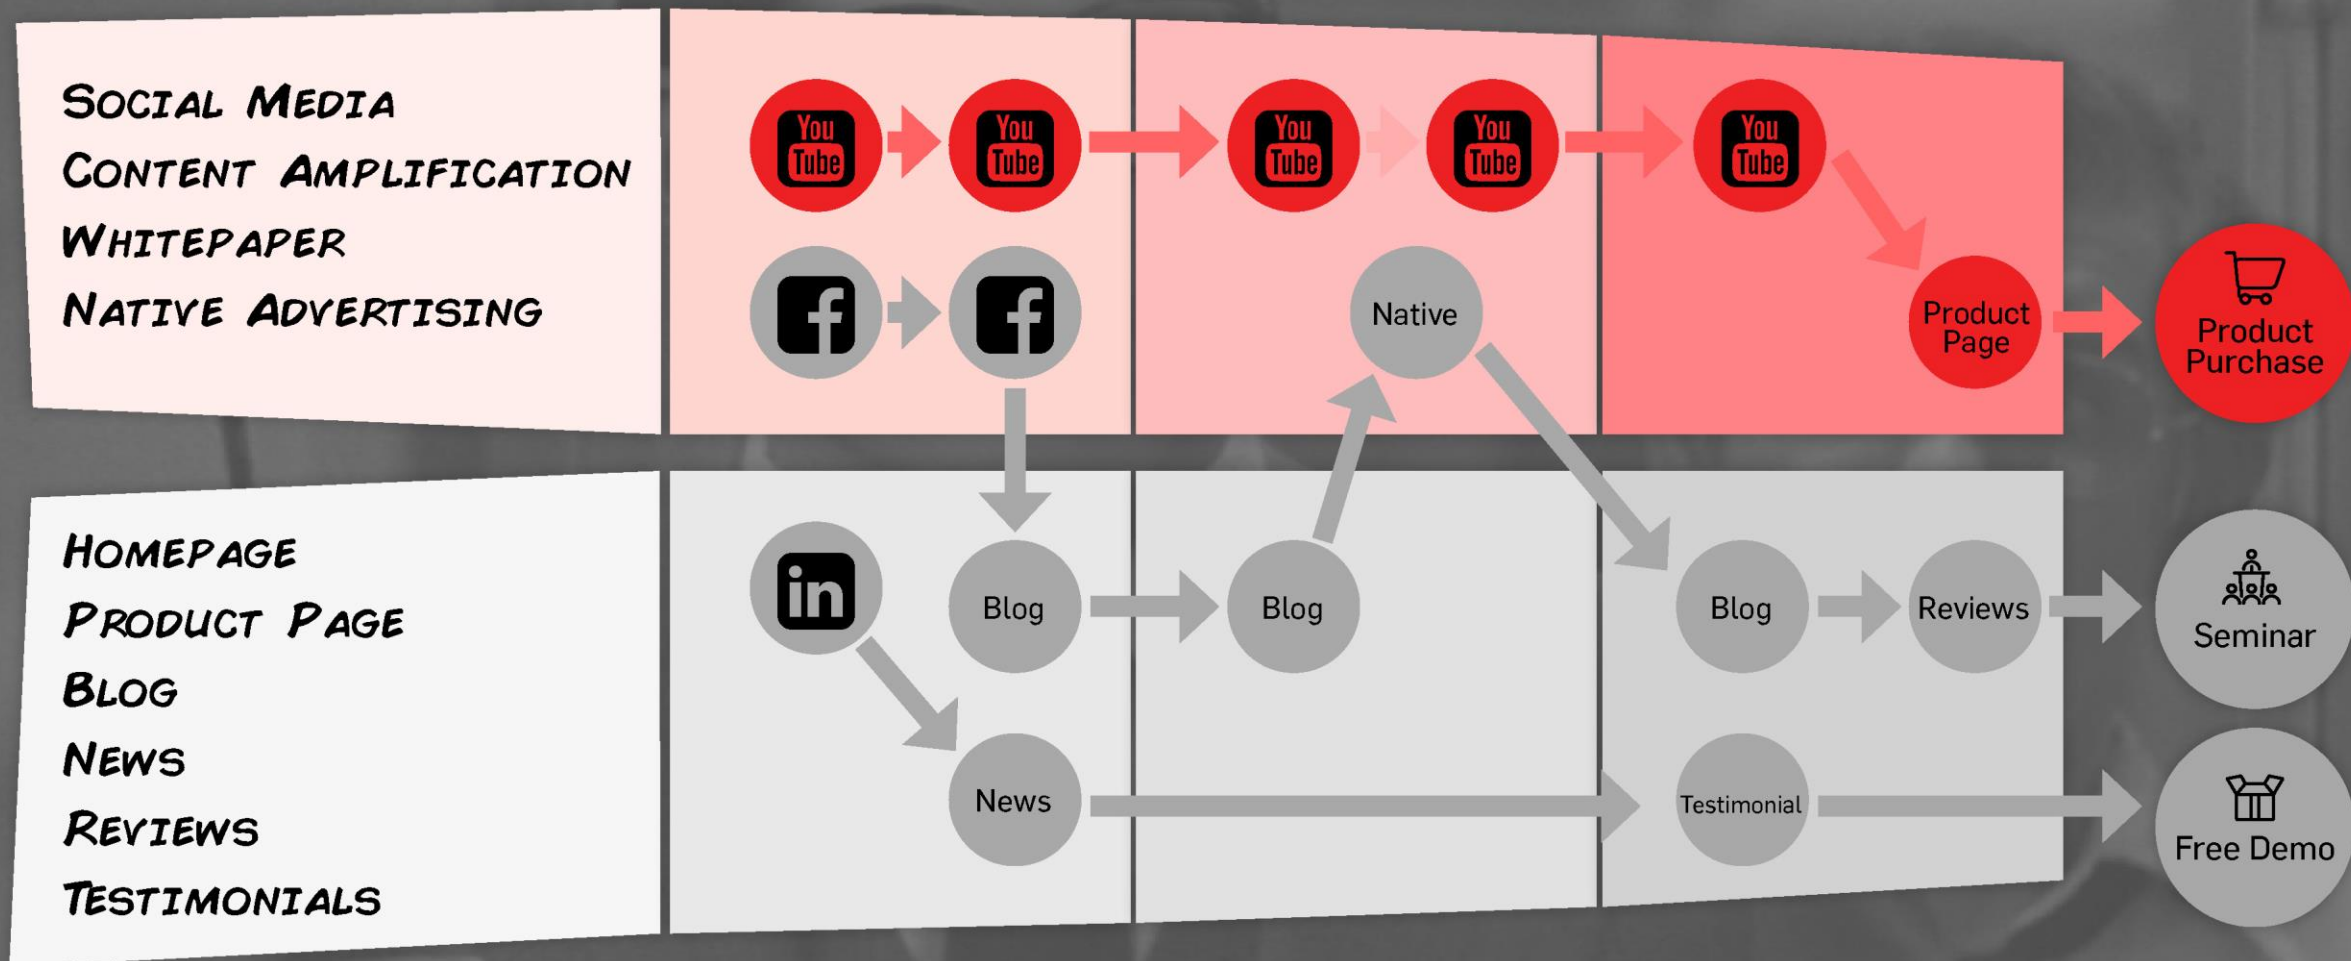 SOCIAL MEDIA
CONTENT AMPLIFICATION
WHITEPAPER
NATIVE ADVERTISING
You
Tube
You
Tube
You
Tube
You
Tube
You
Tube
f
f
Native
Product
Page
Product
Purchase
HOMEPAGE
PRODUCT PAGE
BLOG
NEWS
REVIEWS
TESTIMONIALS
in
Blog
Blog
Blog
Reviews
Seminar
News
Testimonial
Free Demo